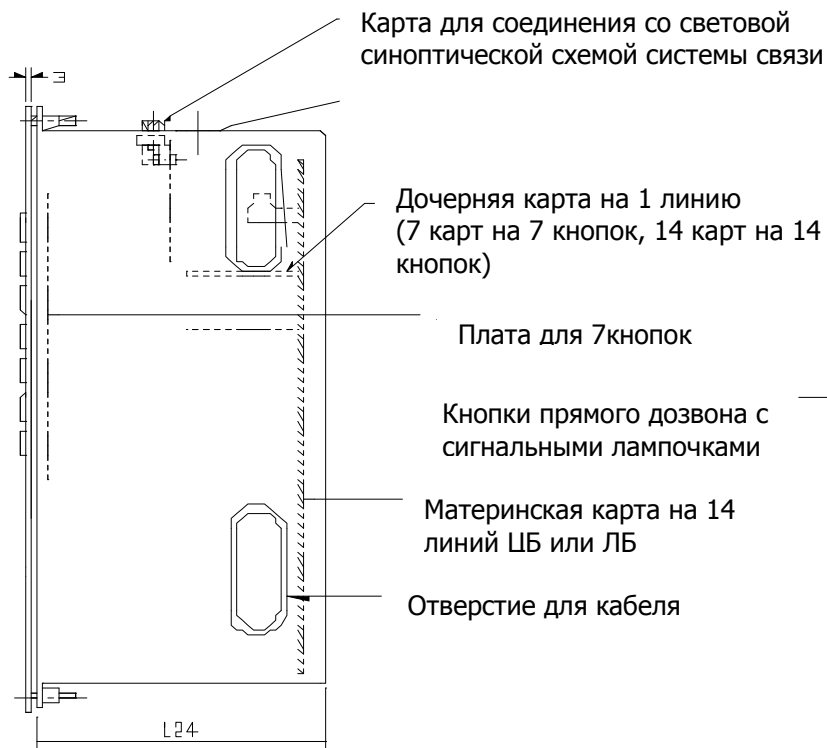 Карта для соединения со световой
синоптической схемой системы связи
3
Дочерняя карта на 1 линию
(7 карт на 7 кнопок, 14 карт на 14
кнопок)
Плата для 7кнопок
Кнопки прямого дозвона с
сигнальными лампочками
Материнская карта на 14
линий ЦБ или ЛБ
Отверстие для кабеля
L24